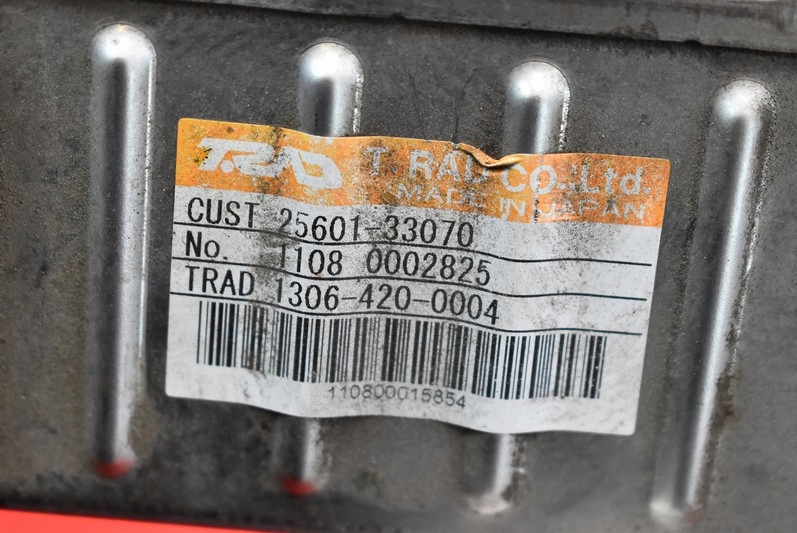 T.RAD T. RAD CO.,Ltd.
MADE IN JAPAN
CUST 25601-33070
No. 1108 0002825
TRAD 1306-420-0004
110800015854